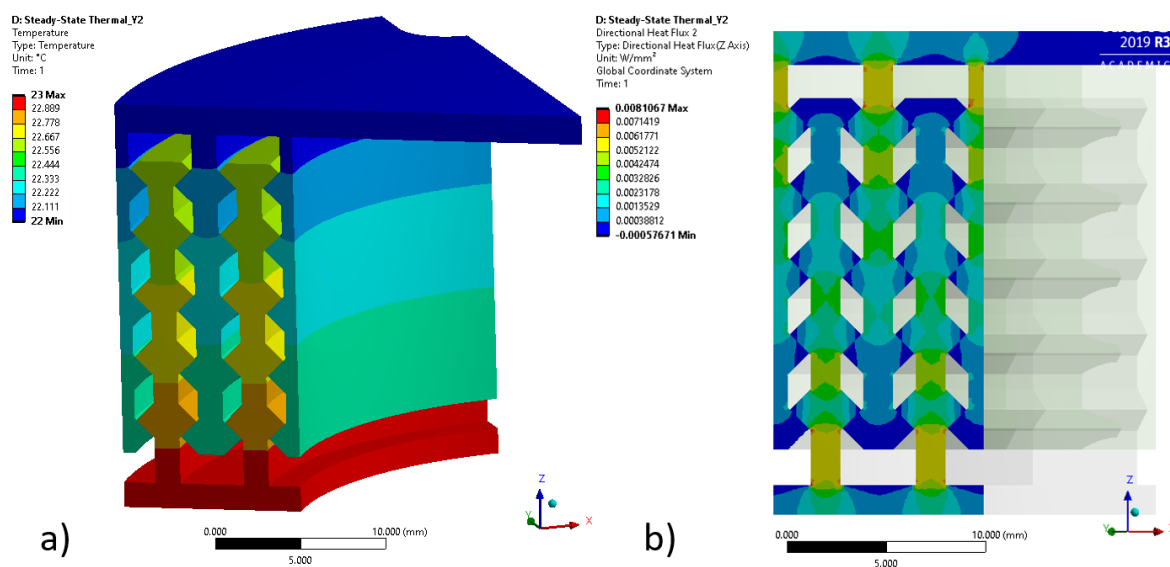 D: Steady-State Thermal_Y2
Temperature
Type: Temperature
Unit: °C
Time: 1
23 Max
22.889
22.778
22.667
22.556
22.444
22.333
22.222
22.111
22 Min
a)
0.000
10.000 (mm)
5.000
Z
Y
X
D: Steady-State Thermal_Y2
Directional Heat Flux 2
Type: Directional Heat Flux(Z Axis)
Unit: W/mm²
Global Coordinate System
Time: 1
0.0081067 Max
0.0071419
0.0061771
0.0052122
0.0042474
0.0032826
0.0023178
0.0013529
0.00038812
-0.00057671 Min
2019 R3
b)
0.000
10.000 (mm)
5.000
Z
Y
X